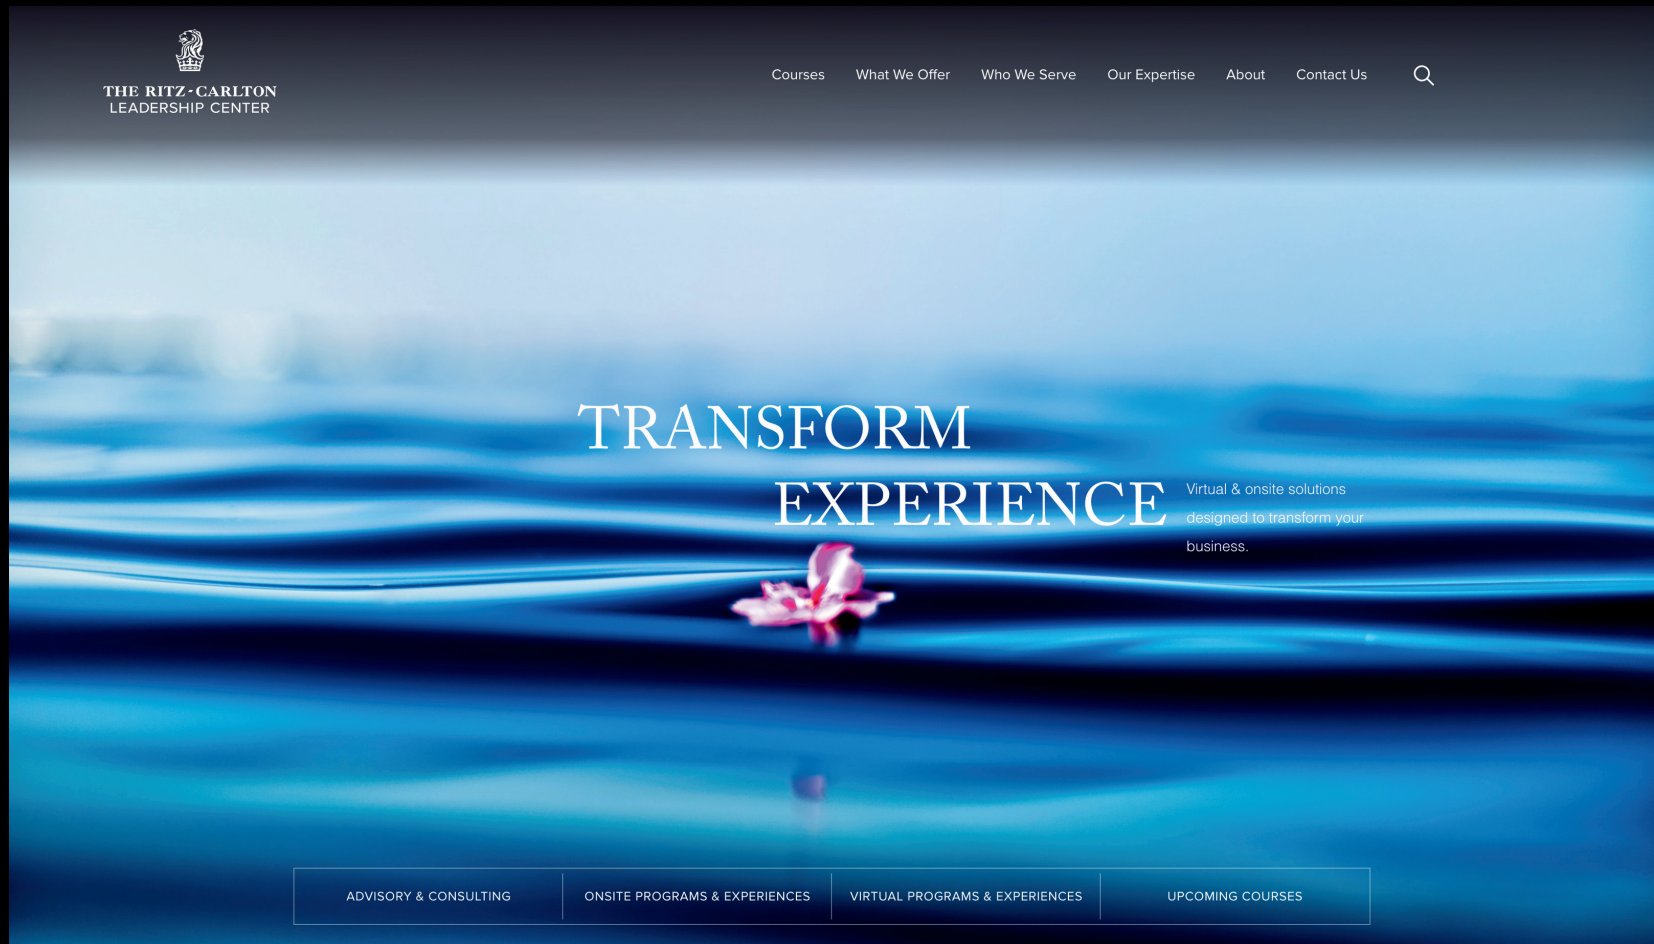 THE RITZ-CARLTON
LEADERSHIP CENTER
Courses What We Offer Who We Serve Our Expertise About Contact Us
TRANSFORM
EXPERIENCE
Virtual & onsite solutions
designed to transform your
business.
ADVISORY & CONSULTING ONSITE PROGRAMS & EXPERIENCES VIRTUAL PROGRAMS & EXPERIENCES UPCOMING COURSES